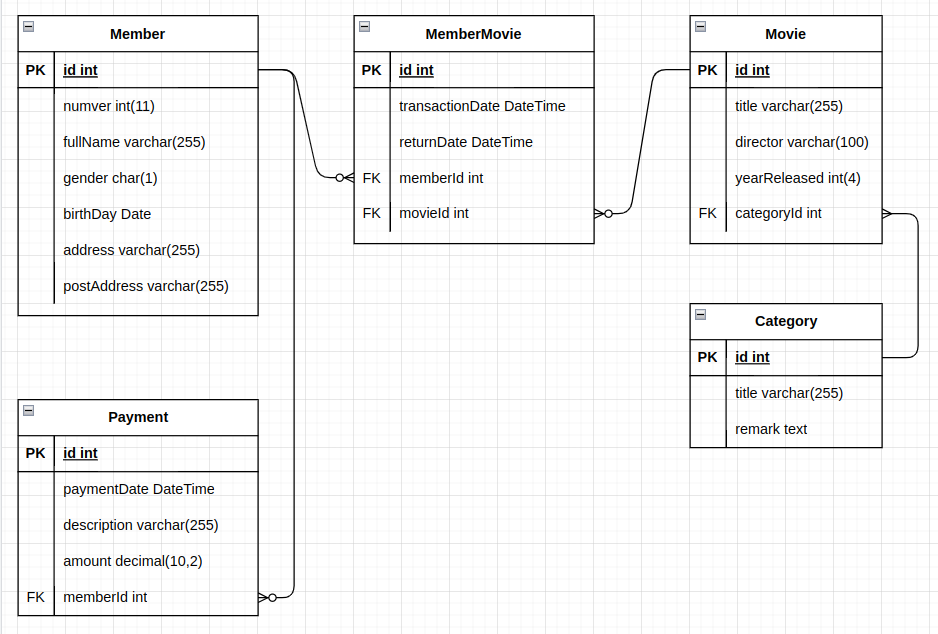 Member
PK id int
numver int(11)
fullName varchar(255)
gender char(1)
birthDay Date
address varchar(255)
postAddress varchar(255)
MemberMovie
PK id int
transactionDate DateTime
returnDate DateTime
FK memberId int
FK movieId int
Movie
PK id int
title varchar(255)
director varchar(100)
yearReleased int(4)
FK categoryId int
Category
PK id int
title varchar(255)
remark text
Payment
PK id int
paymentDate DateTime
description varchar(255)
amount decimal(10,2)
FK memberId int